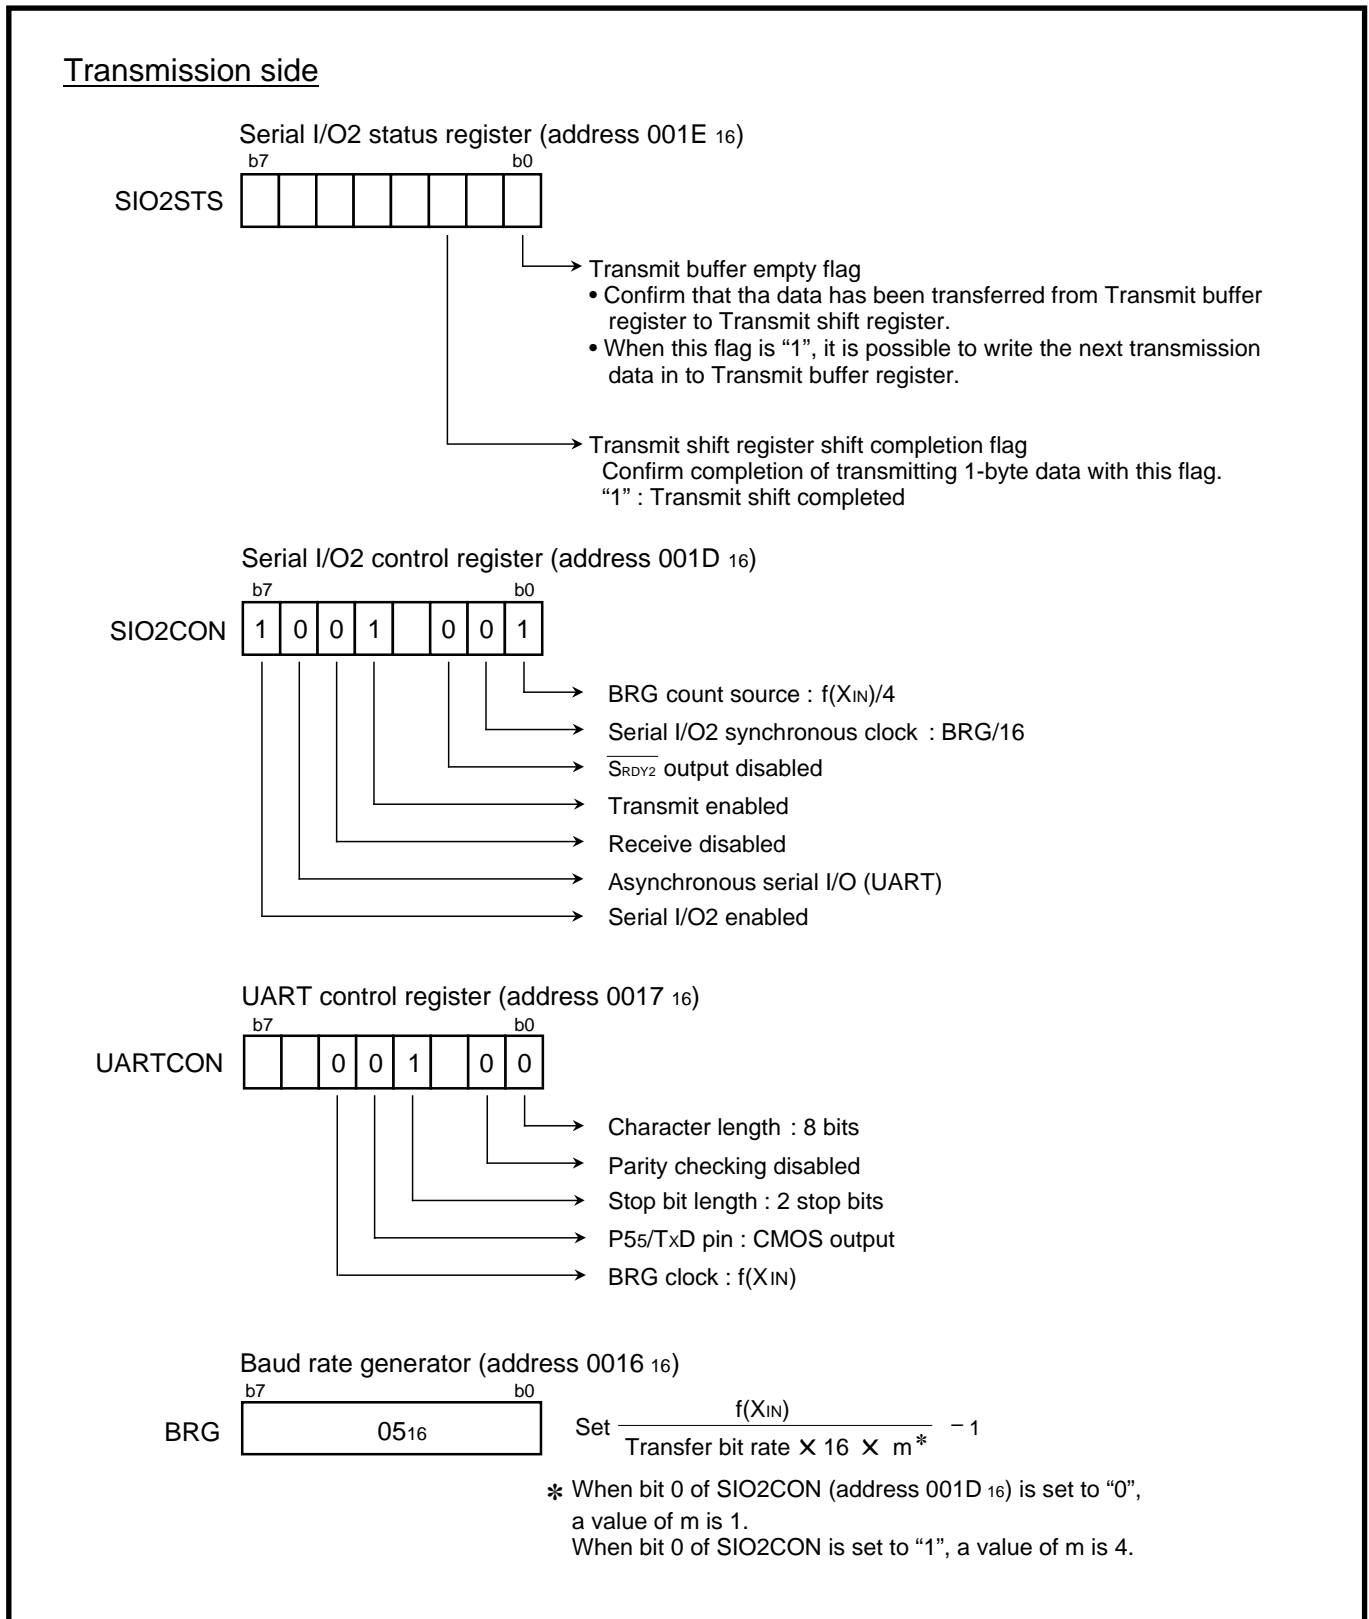 Transmission side
Serial I/O2 status register (address 001E 16)
b7 b0
SIO2STS
Transmit buffer empty flag
• Confirm that tha data has been transferred from Transmit buffer
register to Transmit shift register.
• When this flag is “1”, it is possible to write the next transmission
data in to Transmit buffer register.
Transmit shift register shift completion flag
Confirm completion of transmitting 1-byte data with this flag.
“1” : Transmit shift completed
Serial I/O2 control register (address 001D 16)
b7 b0
SIO2CON 1 0 0 1 0 0 1
BRG count source : f(XIN)/4
Serial I/O2 synchronous clock : BRG/16
SRDY2 output disabled
Transmit enabled
Receive disabled
Asynchronous serial I/O (UART)
Serial I/O2 enabled
UART control register (address 0017 16)
b7 b0
UARTCON 0 0 1 0 0
Character length : 8 bits
Parity checking disabled
Stop bit length : 2 stop bits
P55/TxD pin : CMOS output
BRG clock : f(XIN)
Baud rate generator (address 0016 16)
b7 b0
BRG 0516
Set f(XIN)
Transfer bit rate × 16 × m* – 1
* When bit 0 of SIO2CON (address 001D 16) is set to “0”,
a value of m is 1.
When bit 0 of SIO2CON is set to “1”, a value of m is 4.